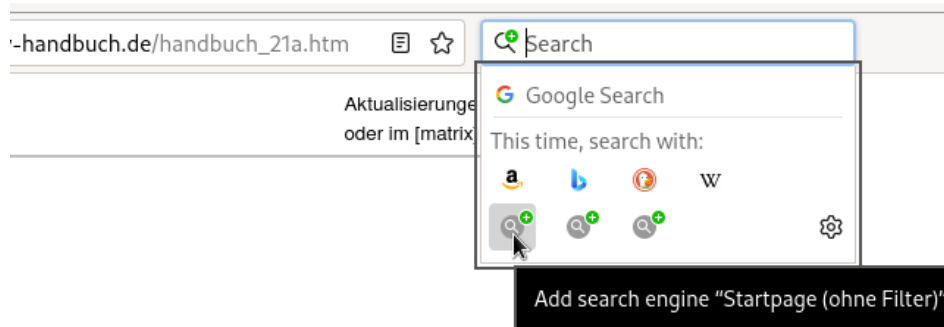 -handbuch.de/handbuch_21a.htm
Search
Aktualisierunge
oder im [matrix]
Google Search
This time, search with:
Add search engine “Startpage (ohne Filter)”